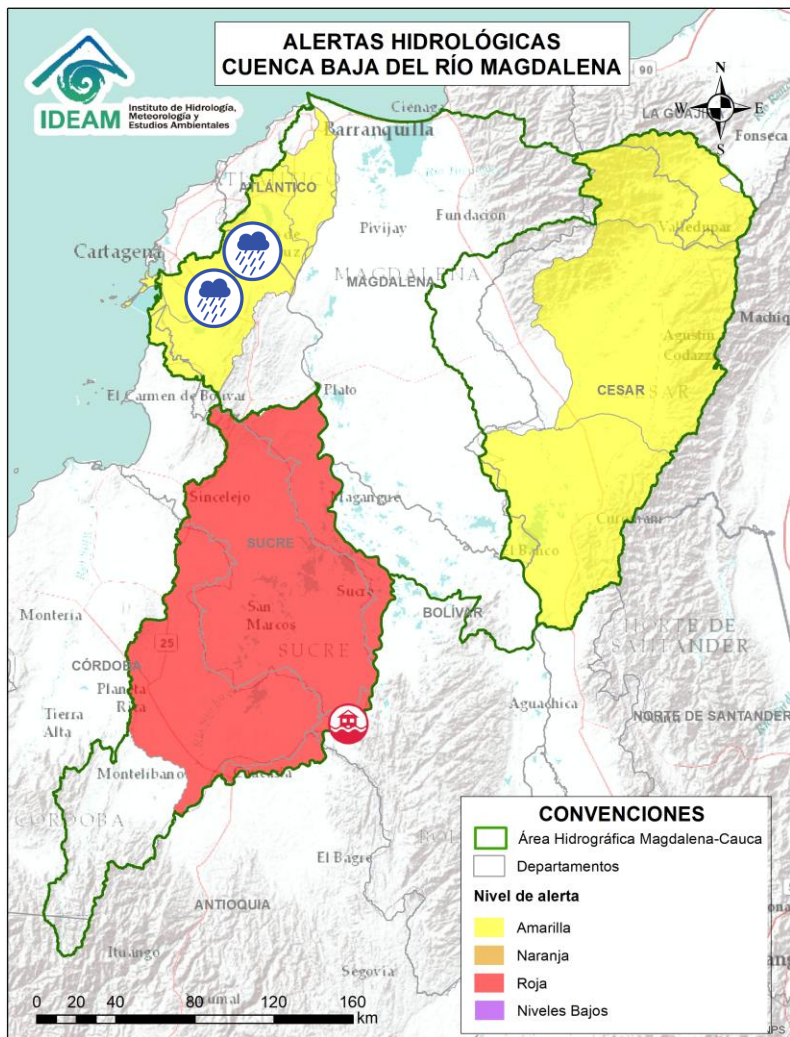 ALERTAS HIDROLÓGICAS
CUENCA BAJA DEL RÍO MAGDALENA
IDEAM
Instituto de Hidrología,
Meteorología y
Estudios Ambientales
90
N
W E
S
Ciénaga
LA GUAJIRA
Fonseca
Barranquilla
ATLÁNTICO
Fundación
Pivijay
Valledupar
Cartagena
MAGDALENA
MAGDALENA
Machiq
Agustín
Codazzi
El Carmen de Bolívar
Plato
CESAR
Sincelejo
Magangué
El Banco
SUCRE
Sucre
San
Marcos
BOLÍVAR
Montería
NORTE DE
SANTANDER
25
SUCRE
CÓRDOBA
Planeta
Rica
Aguachica
Tierra
Alta
NORTE DE SANTANDER
Montelíbano
CÓRDOBA
El Bagre
ANTIOQUIA
Ituango
Segovia
0 20 40 80 120 160
km
CONVENCIONES
Área Hidrográfica Magdalena-Cauca
Departamentos
Nivel de alerta
Amarilla
Naranja
Roja
Niveles Bajos